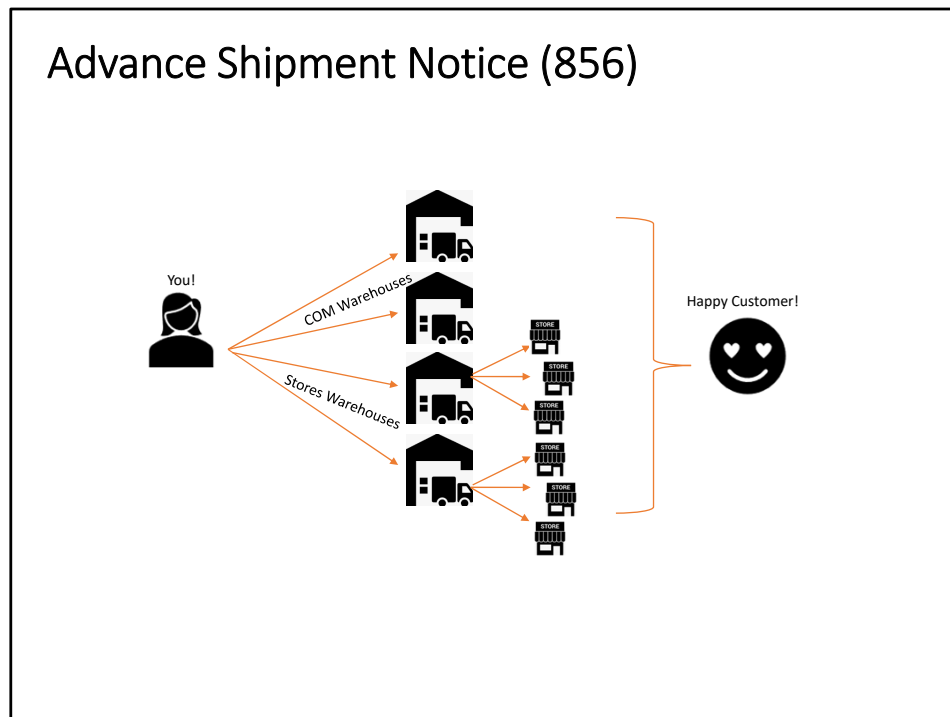 Advance Shipment Notice (856)
You!
COM Warehouses
Stores Warehouses
STORE
STORE
STORE
STORE
STORE
STORE
Happy Customer!